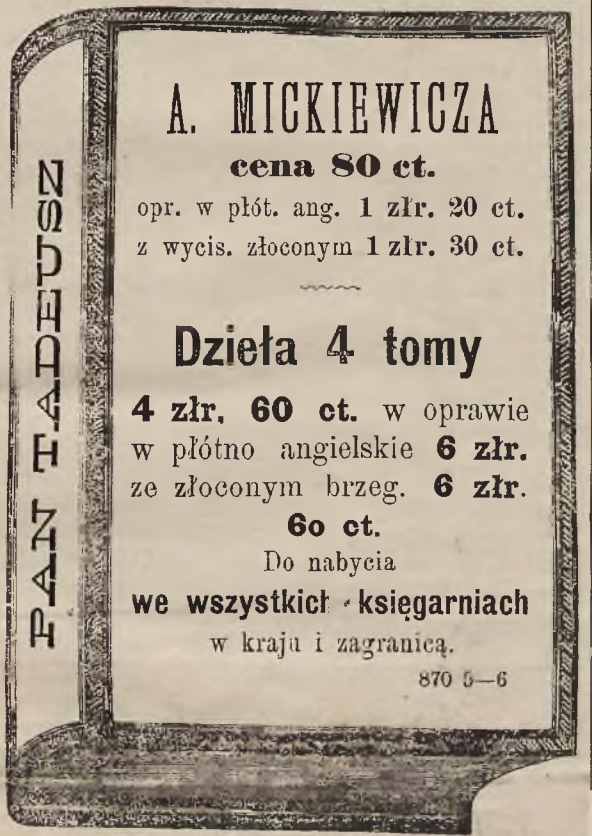 PAN TADEUSZ
A. MICKIEWICZA
cena 80 ct.
opr. w płót. ang. 1 złr. 20 ct.
z wycis. złoconym 1 złr. 30 ct.
Dzieła 4 tomy
4 złr. 60 ct. w oprawie
w płótno angielskie 6 złr.
ze złoconym brzeg. 6 złr.
60 ct.
Do nabycia
we wszystkich księgarniach
w kraju i zagranicą.
870 5—6